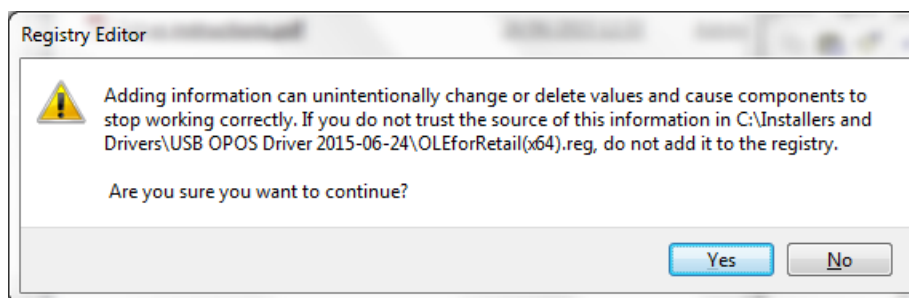 Registry Editor
Adding information can unintentionally change or delete values and cause components to
stop working correctly. If you do not trust the source of this information in C:\Installers and
Drivers\USB OPOS Driver 2015-06-24\OLEforRetail(x64).reg, do not add it to the registry.
Are you sure you want to continue?
Yes No